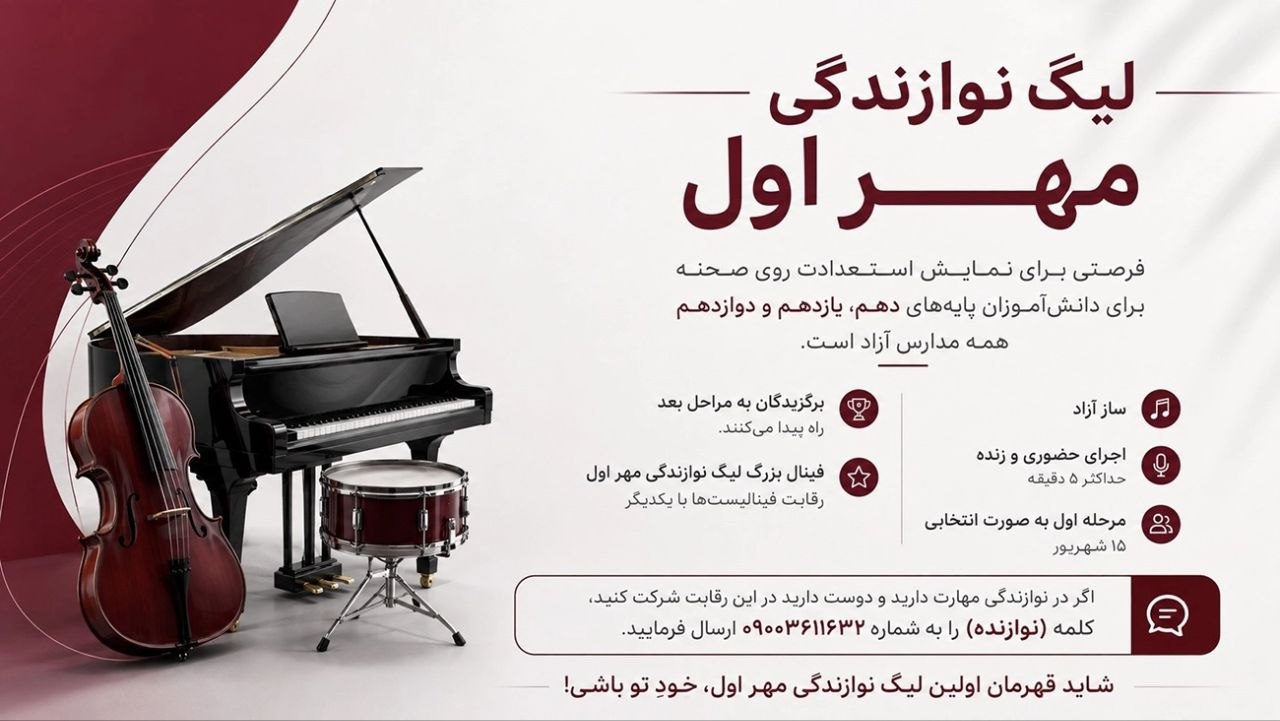 لیگ نوازندگی
مهر اول
فرصتی برای نمایش استعدادت روی صحنه
برای دانش‌آموزان پایه‌های دهم، یازدهم و دوازدهم
همه مدارس آزاد است.
ساز آزاد
اجرای حضوری و زنده
حداکثر ۵ دقیقه
مرحله اول به صورت انتخابی
۱۵ شهریور
برگزیدگان به مراحل بعد
راه پیدا می‌کنند.
فینال بزرگ لیگ نوازندگی مهر اول
رقابت فینالیست‌ها با یکدیگر
اگر در نوازندگی مهارت دارید و دوست دارید در این رقابت شرکت کنید،
کلمه (نوازنده) را به شماره ۰۹۰۰۳۶۱۱۶۳۲ ارسال فرمایید.
شاید قهرمان اولین لیگ نوازندگی مهر اول، خودِ تو باشی!